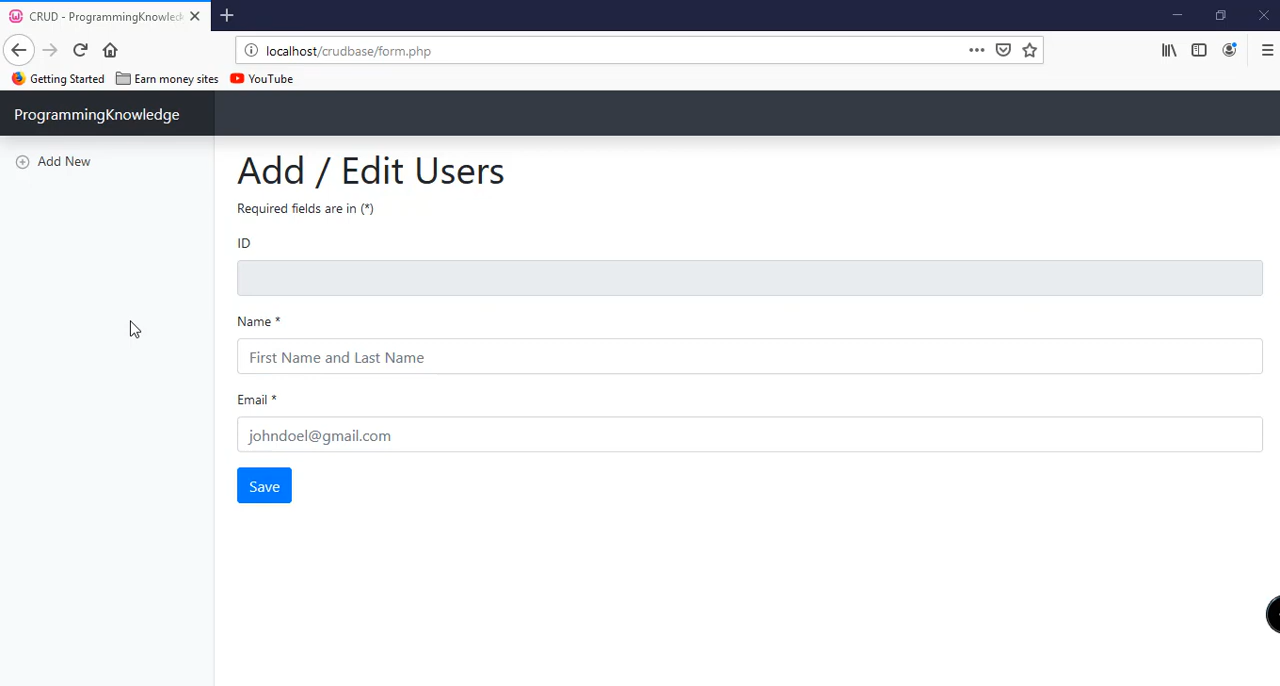 CRUD - ProgrammingKnowled
localhost/crudbase/form.php
Getting Started Earn money sites YouTube
ProgrammingKnowledge
Add New
Add / Edit Users
Required fields are in (*)
ID
Name *
First Name and Last Name
Email *
johndoel@gmail.com
Save